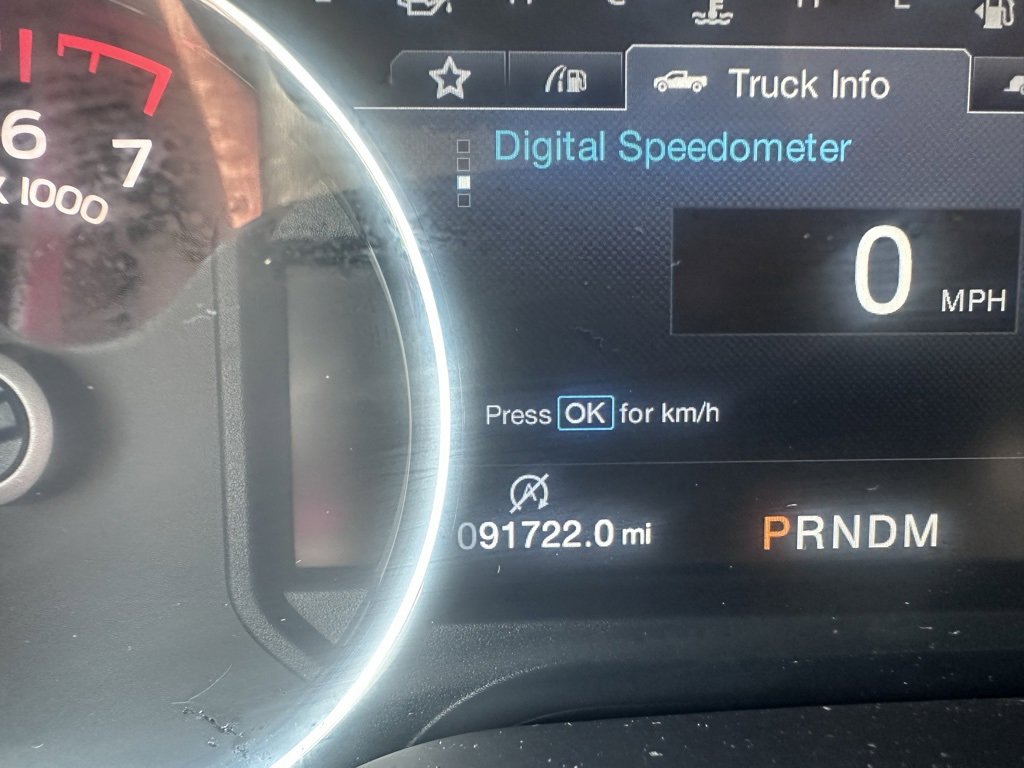 Truck Info
6
7
x 1000
Digital Speedometer
0
MPH
Press OK for km/h
A
091722.0 mi
PRNDM